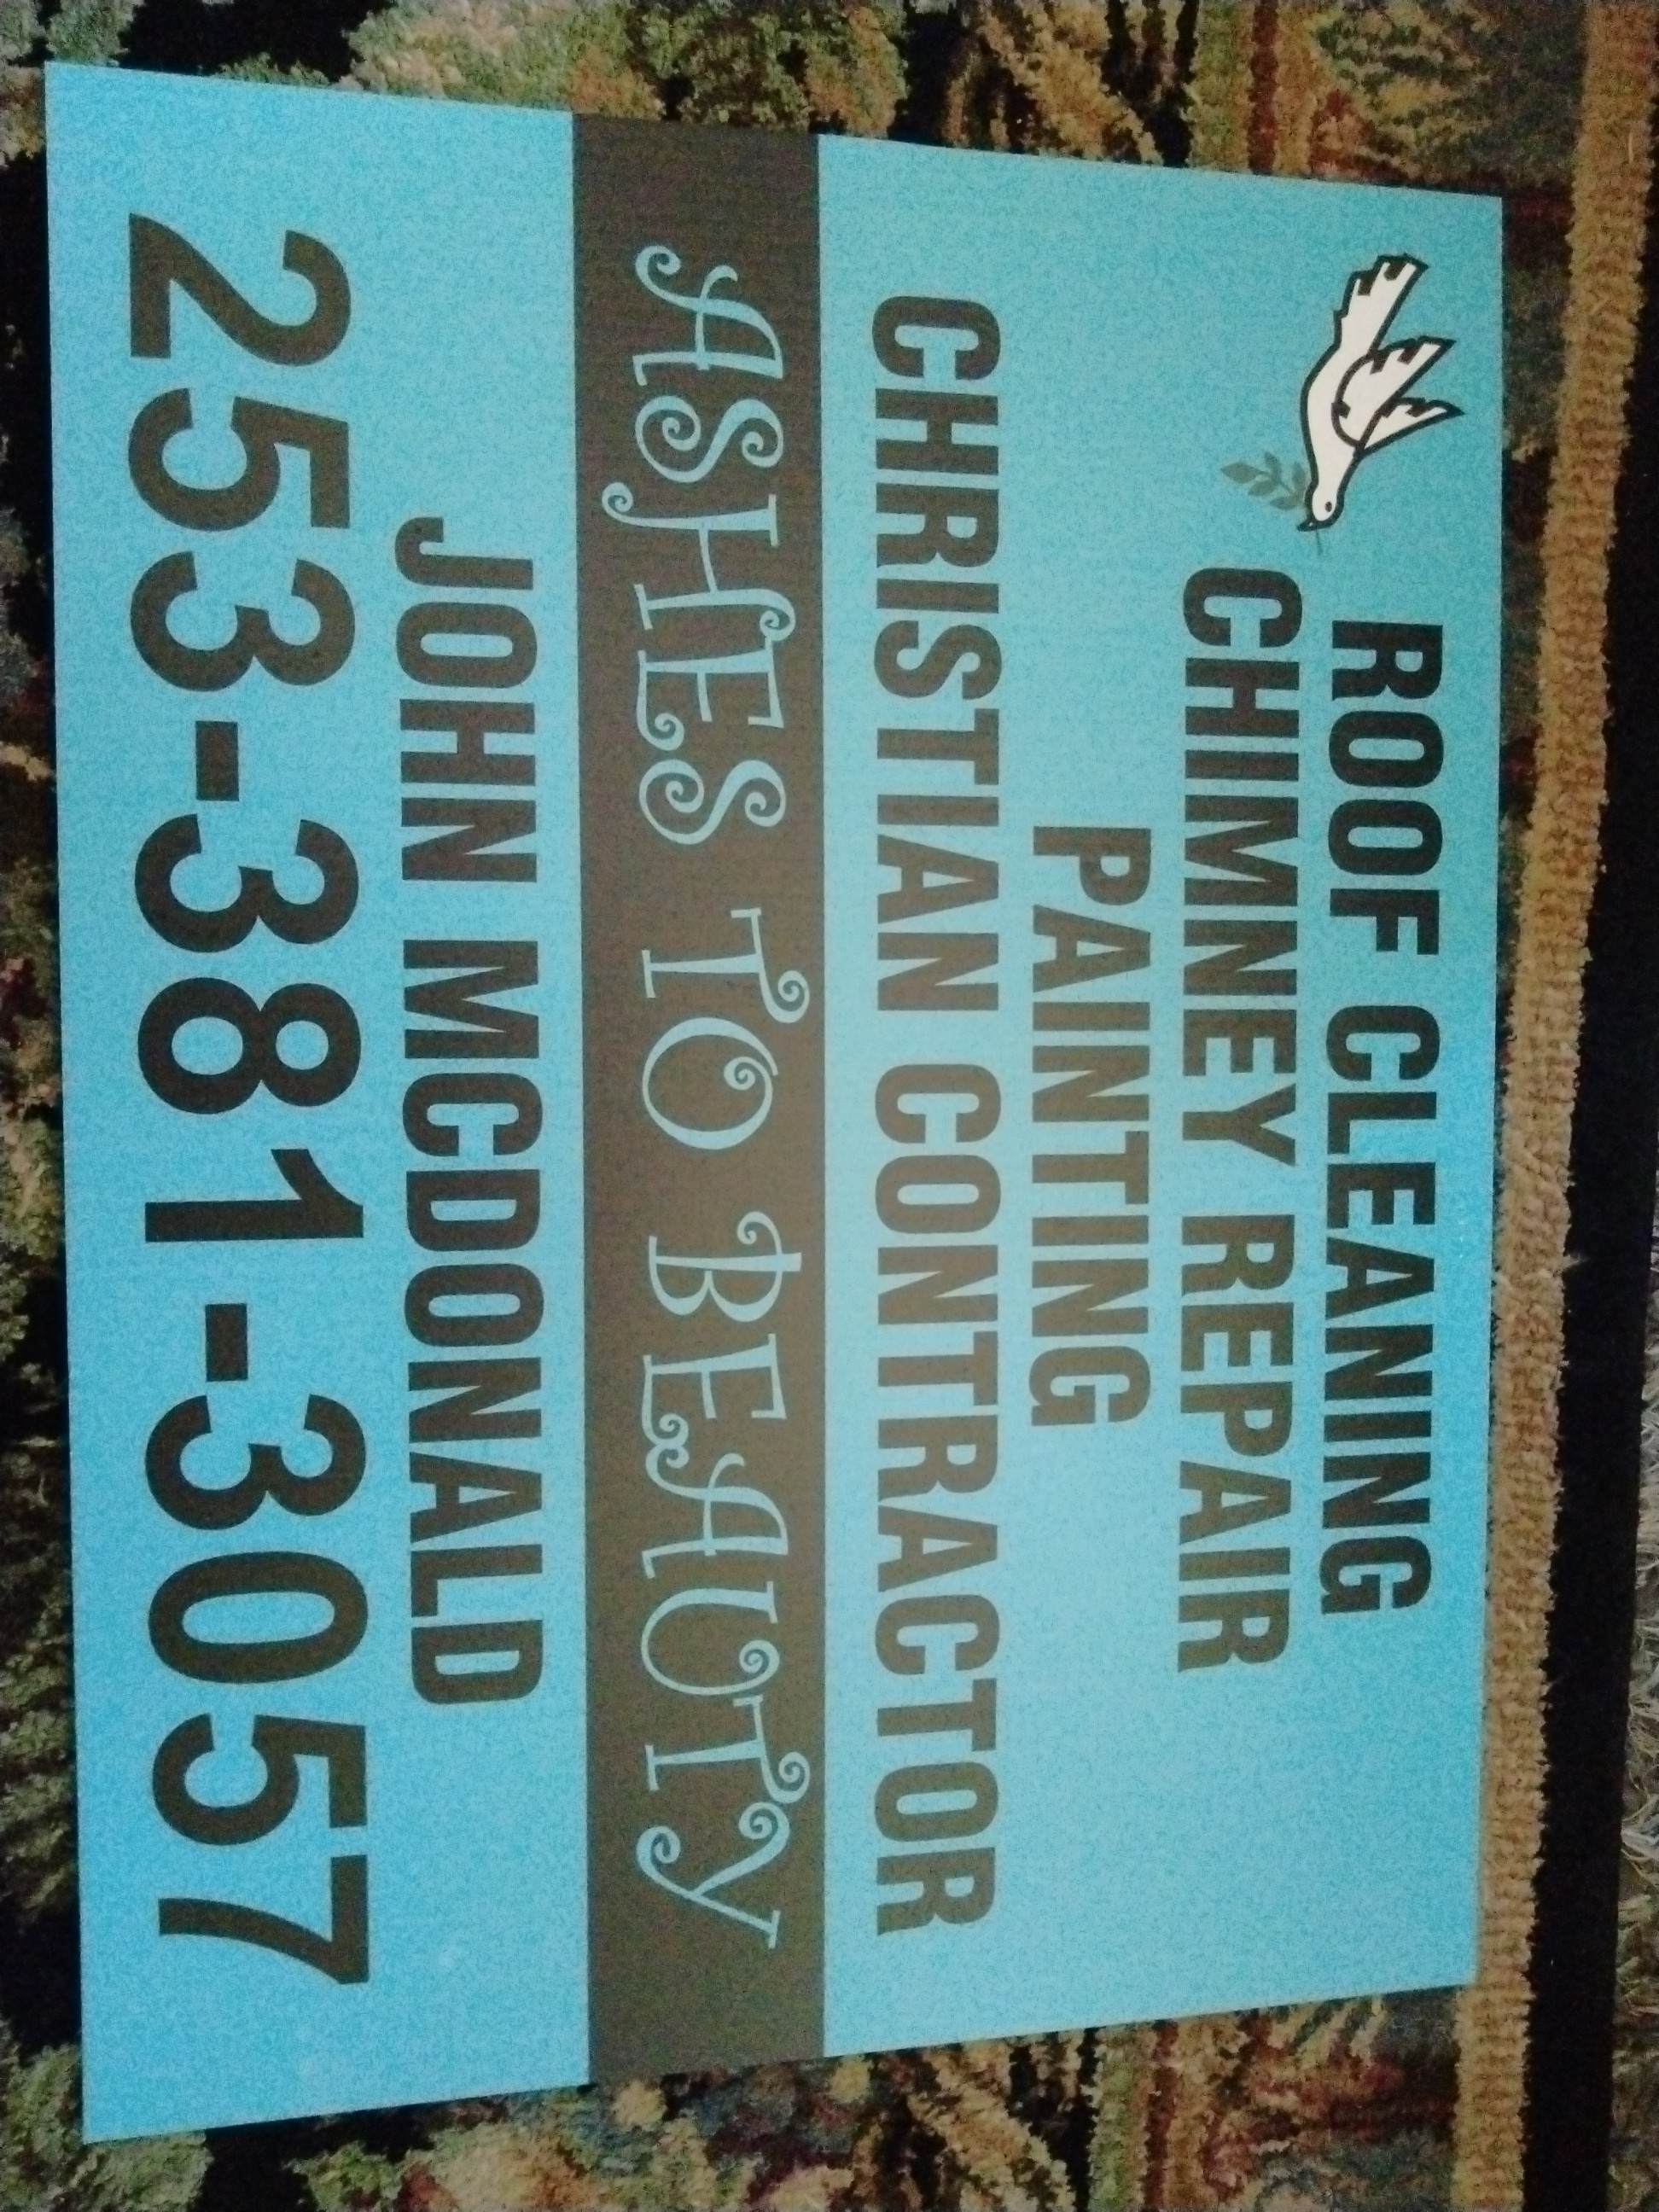 ROOF CLEANING
CHIMNEY REPAIR
PAINTING
CHRISTIAN CONTRACTOR
ASHES TO BEAUTY
JOHN MCDONALD
253-381-3057